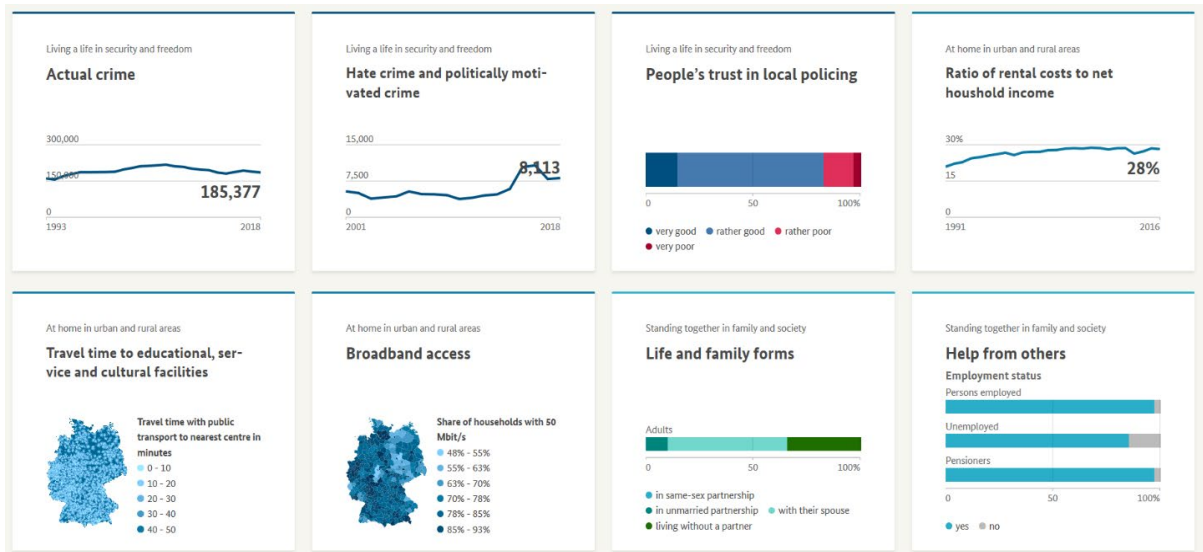 Living a life in security and freedom
Actual crime
300,000
150,000
185,377
0
1993 2018
Living a life in security and freedom
Hate crime and politically moti-
vated crime
15,000
8,113
7,500
0
2001 2018
Living a life in security and freedom
People's trust in local policing
0 50 100%
very good rather good rather poor
very poor
At home in urban and rural areas
Ratio of rental costs to net
houshold income
30%
28%
15
0
1991 2016
At home in urban and rural areas
Travel time to educational, ser-
vice and cultural facilities
Travel time with public
transport to nearest centre in
minutes
0 - 10
10 - 20
20 - 30
30 - 40
40 - 50
At home in urban and rural areas
Broadband access
Share of households with 50
Mbit/s
48% - 55%
55% - 63%
63% - 70%
70% - 78%
78% - 85%
85% - 93%
Standing together in family and society
Life and family forms
Adults
0 50 100%
in same-sex partnership
in unmarried partnership with their spouse
living without a partner
Standing together in family and society
Help from others
Employment status
Persons employed
Unemployed
Pensioners
0 50 100%
yes no